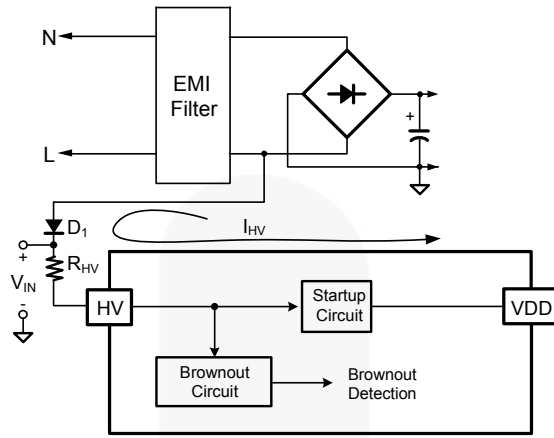 N
EMI
Filter
+
L
D1
IHV
+
RHV
VIN
-
HV
Startup
Circuit
VDD
Brownout
Circuit
Brownout
Detection